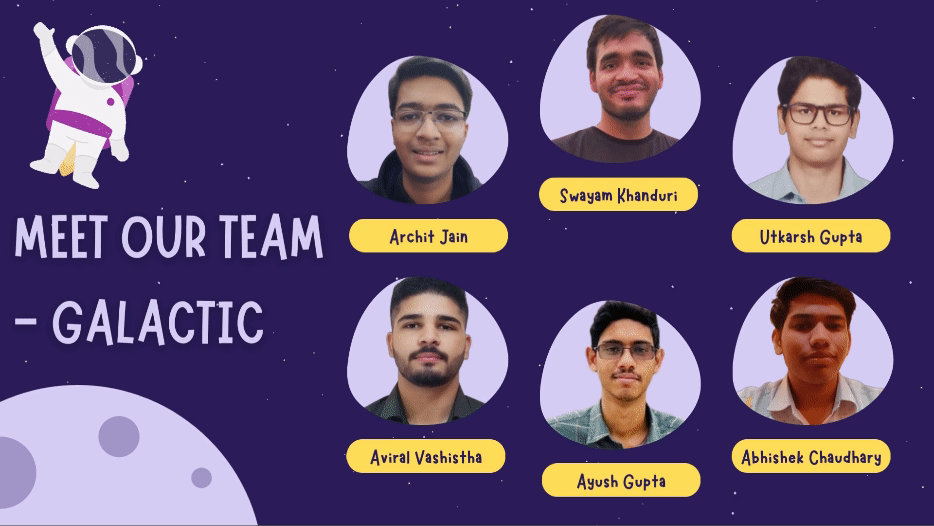 MEET OUR TEAM
- GALACTIC
Archit Jain
Swayam Khanduri
Utkarsh Gupta
Aviral Vashistha
Ayush Gupta
Abhishek Chaudhary